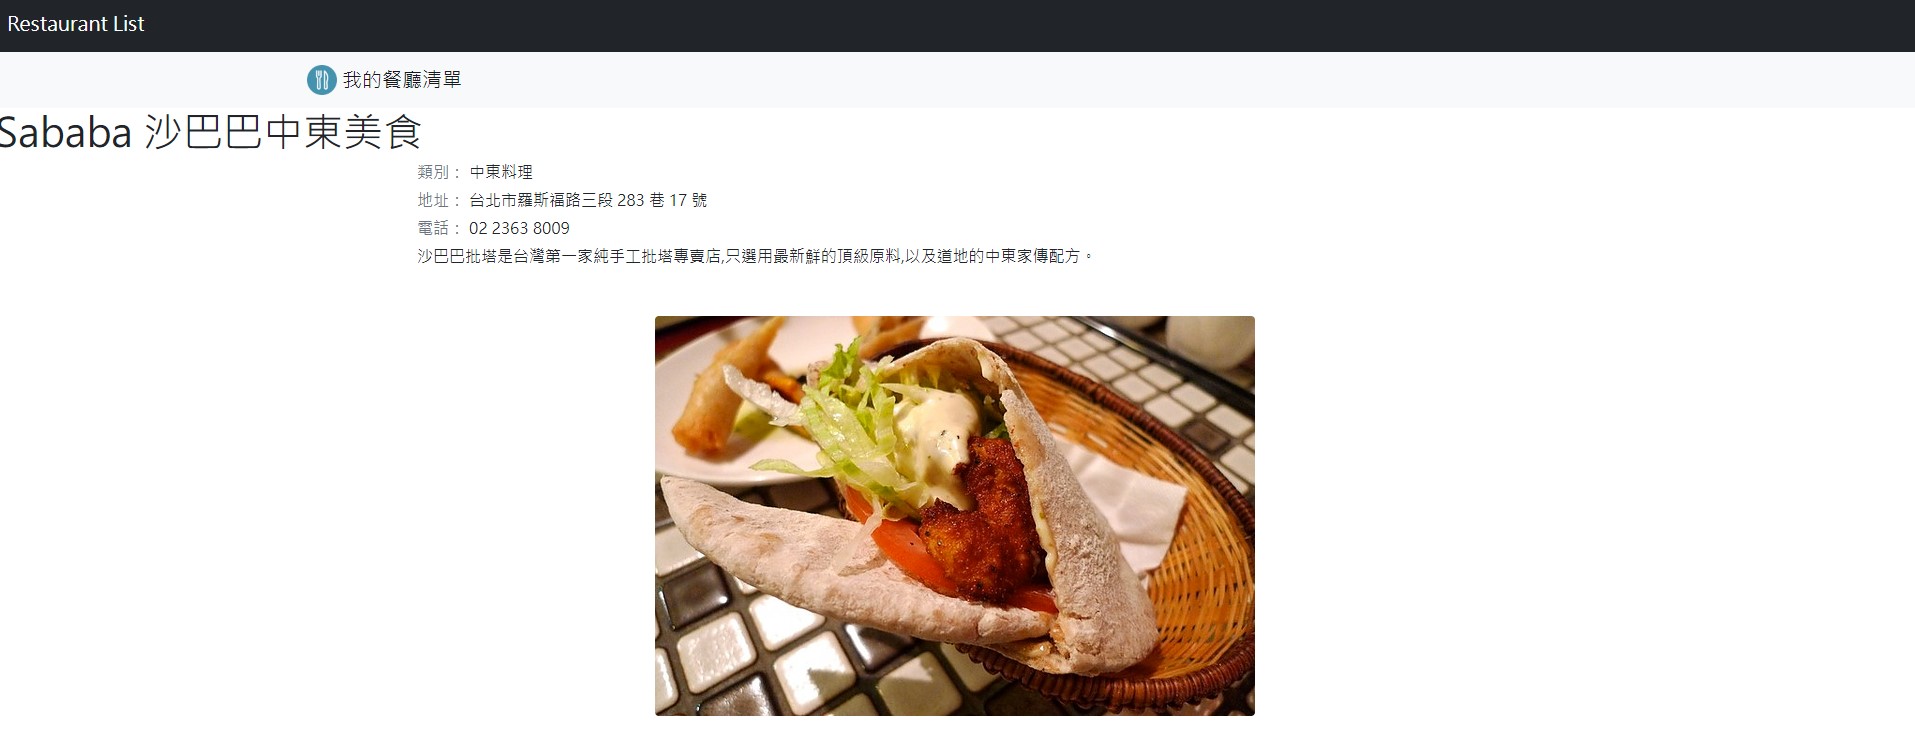 Restaurant List
我的餐廳清單
Sababa 沙巴巴中東美食
類別： 中東料理
地址： 台北市羅斯福路三段 283 巷 17 號
電話： 02 2363 8009
沙巴巴批塔是台灣第一家純手工批塔專賣店,只選用最新鮮的頂級原料,以及道地的中東家傳配方。